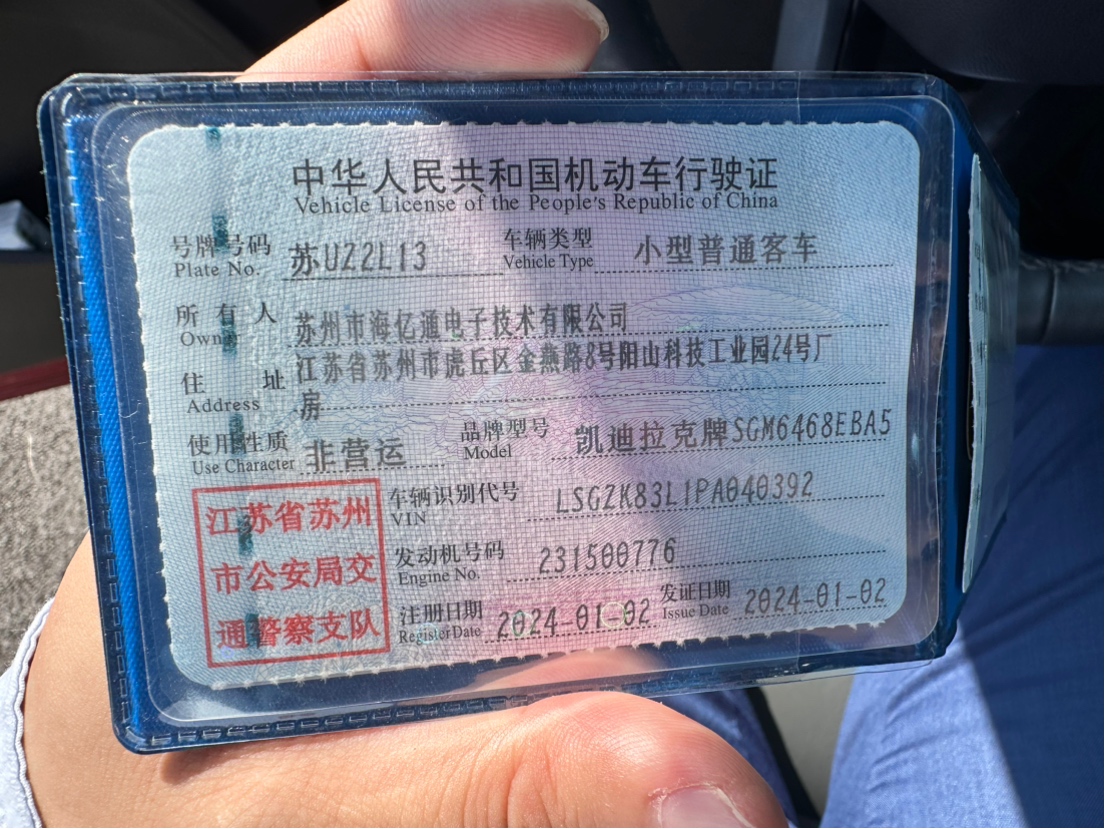 中华人民共和国机动车行驶证
Vehicle License of the People's Republic of China
号牌号码 苏UZ2L13 车辆类型 小型普通客车
Plate No. Vehicle Type
所有人 苏州市海亿通电子技术有限公司
Owner
江苏省苏州市虎丘区金燕路8号阳山科技工业园24号厂
住址
Address 房
使用性质 非营运 品牌型号 凯迪拉克牌SGM6468EBA5
Use Character Model
江苏省苏州
市公安局交
通警察支队
车辆识别代号 LSGZK83L1PA040392
VIN
发动机号码 231500776
Engine No.
注册日期 2024-01-02 发证日期 2024-01-02
Register Date Issue Date